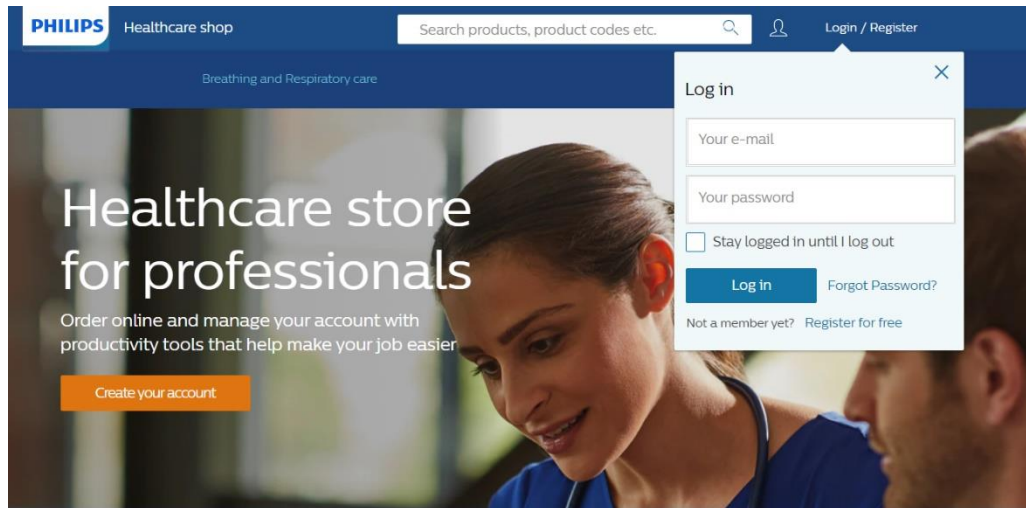 PHILIPS
Healthcare shop
Search products, product codes etc.
Login / Register
Breathing and Respiratory care
Log in
Your e-mail
Your password
Stay logged in until I log out
Log in
Forgot Password?
Not a member yet? Register for free
Healthcare store
for professionals
Order online and manage your account with
productivity tools that help make your job easier
Create your account